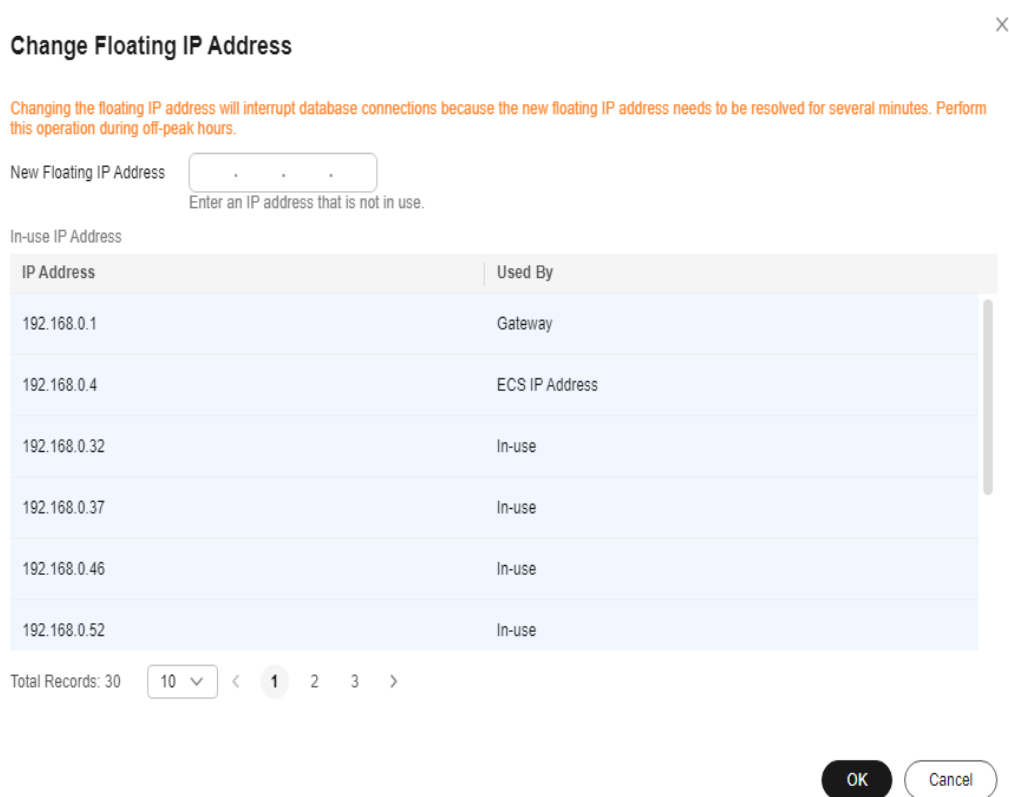 Change Floating IP Address
Changing the floating IP address will interrupt database connections because the new floating IP address needs to be resolved for several minutes. Perform
this operation during off-peak hours.
New Floating IP Address . . .
Enter an IP address that is not in use.
In-use IP Address
IP Address Used By
192.168.0.1 Gateway
192.168.0.4 ECS IP Address
192.168.0.32 In-use
192.168.0.37 In-use
192.168.0.46 In-use
192.168.0.52 In-use
Total Records: 30 10 1 2 3
OK Cancel